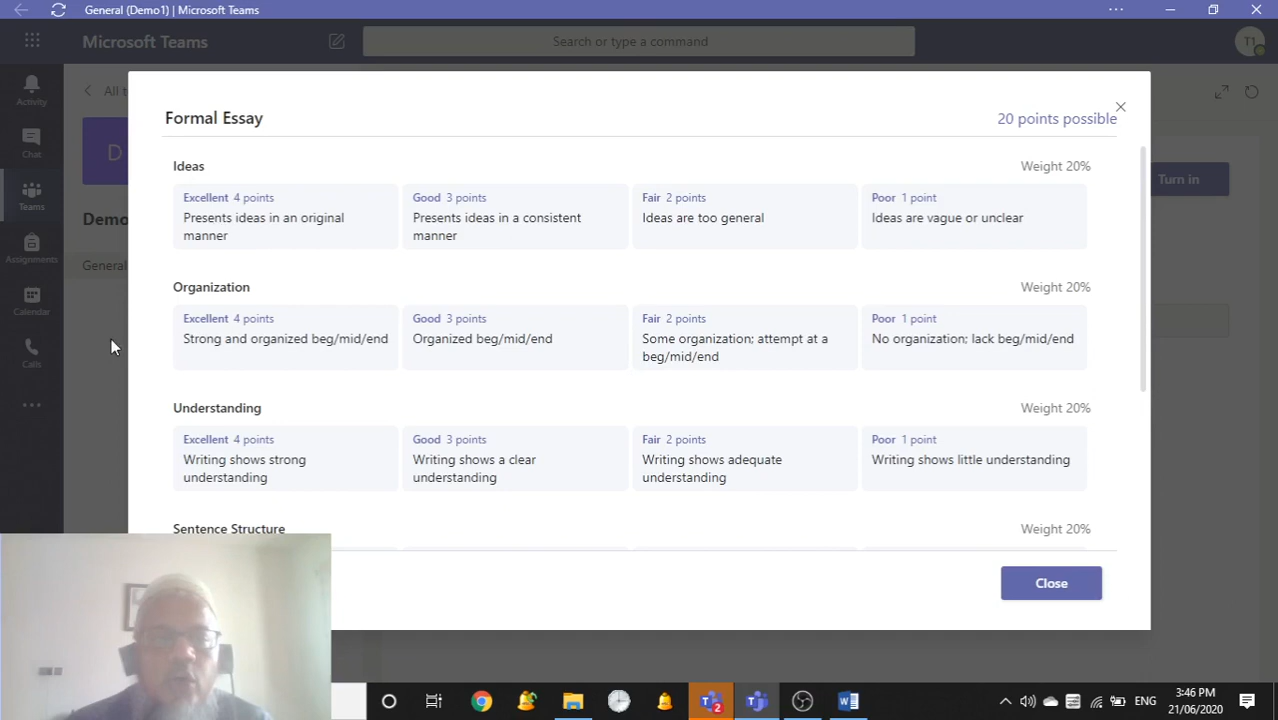 General (Demo1) | Microsoft Teams
Microsoft Teams
Search or type a command
T1
Activity
Chat
Teams
Assignments
Calendar
Calls
All t
D
Demo
General
Turn in
Formal Essay
20 points possible
Ideas
Weight 20%
Excellent 4 points
Presents ideas in an original
manner
Good 3 points
Presents ideas in a consistent
manner
Fair 2 points
Ideas are too general
Poor 1 point
Ideas are vague or unclear
Organization
Weight 20%
Excellent 4 points
Strong and organized beg/mid/end
Good 3 points
Organized beg/mid/end
Fair 2 points
Some organization; attempt at a
beg/mid/end
Poor 1 point
No organization; lack beg/mid/end
Understanding
Weight 20%
Excellent 4 points
Writing shows strong
understanding
Good 3 points
Writing shows a clear
understanding
Fair 2 points
Writing shows adequate
understanding
Poor 1 point
Writing shows little understanding
Sentence Structure
Weight 20%
Close
2
ENG
3:46 PM
21/06/2020